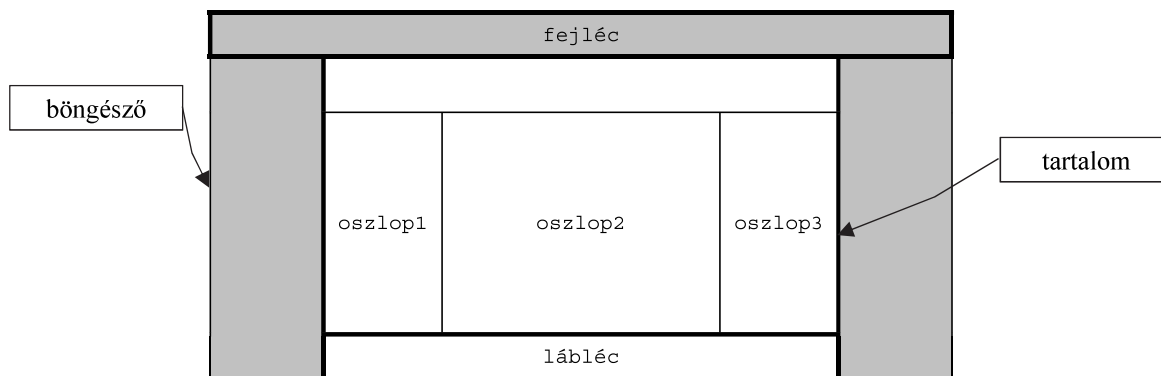 fejléc
böngésző
tartalom
oszlop1
oszlop2
oszlop3
lábléc